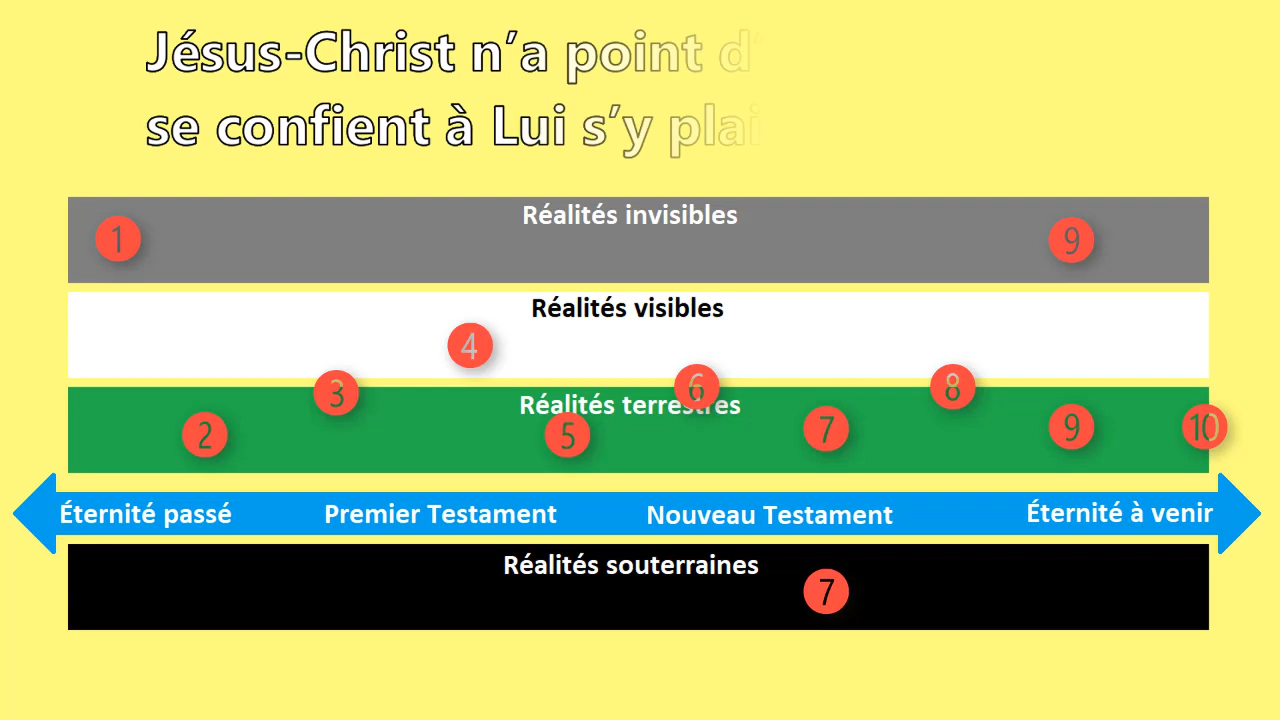 Jésus-Christ n’a point d’
se confient à Lui s’y
Réalités invisibles
1
9
Réalités visibles
4
3
6
8
Réalités terrestres
2
5
7
9
10
Éternité passé
Premier Testament
Nouveau Testament
Éternité à venir
Réalités souterraines
7